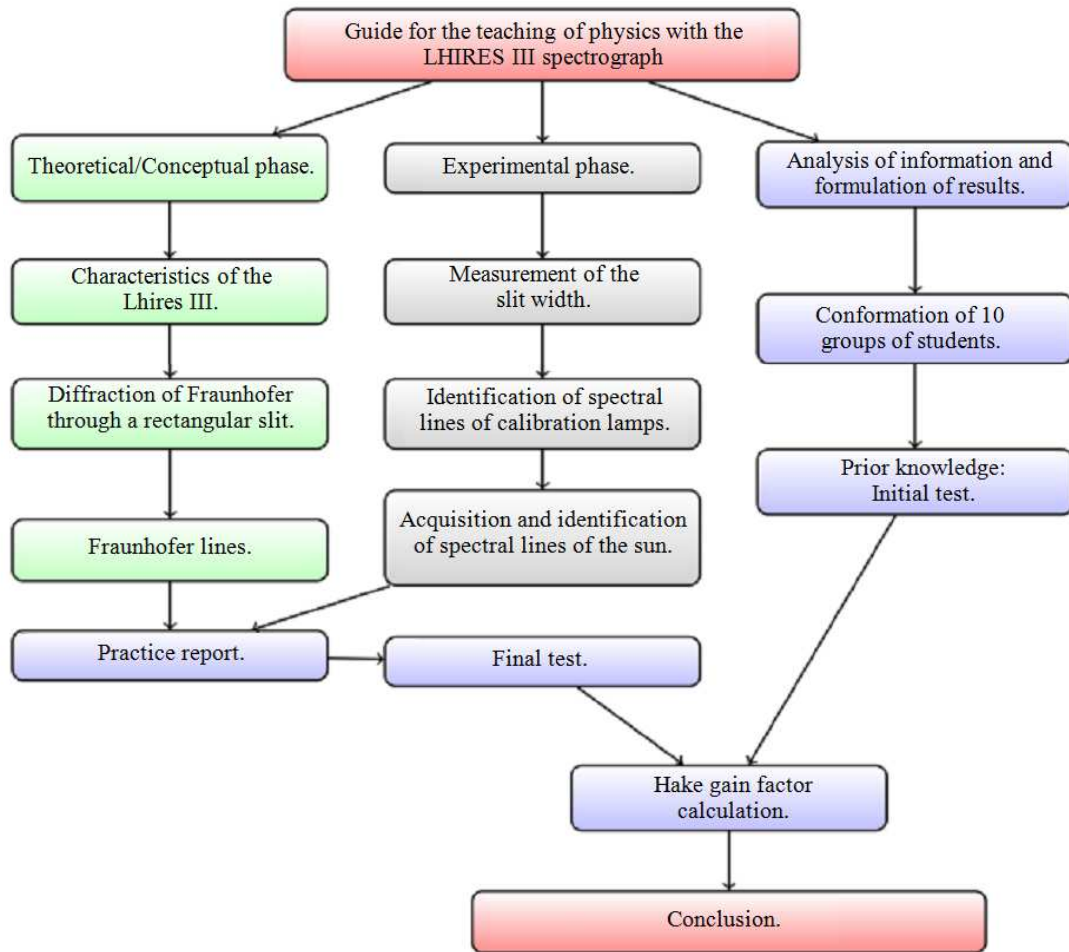 Guide for the teaching of physics with the
LHIRES III spectrograph
Theoretical/Conceptual phase.
Experimental phase.
Analysis of information and
formulation of results.
Characteristics of the
Lhires III.
Measurement of the
slit width.
Conformation of 10
groups of students.
Diffraction of Fraunhofer
through a rectangular slit.
Identification of spectral
lines of calibration lamps.
Prior knowledge:
Initial test.
Fraunhofer lines.
Acquisition and identification
of spectral lines of the sun.
Practice report.
Final test.
Hake gain factor
calculation.
Conclusion.